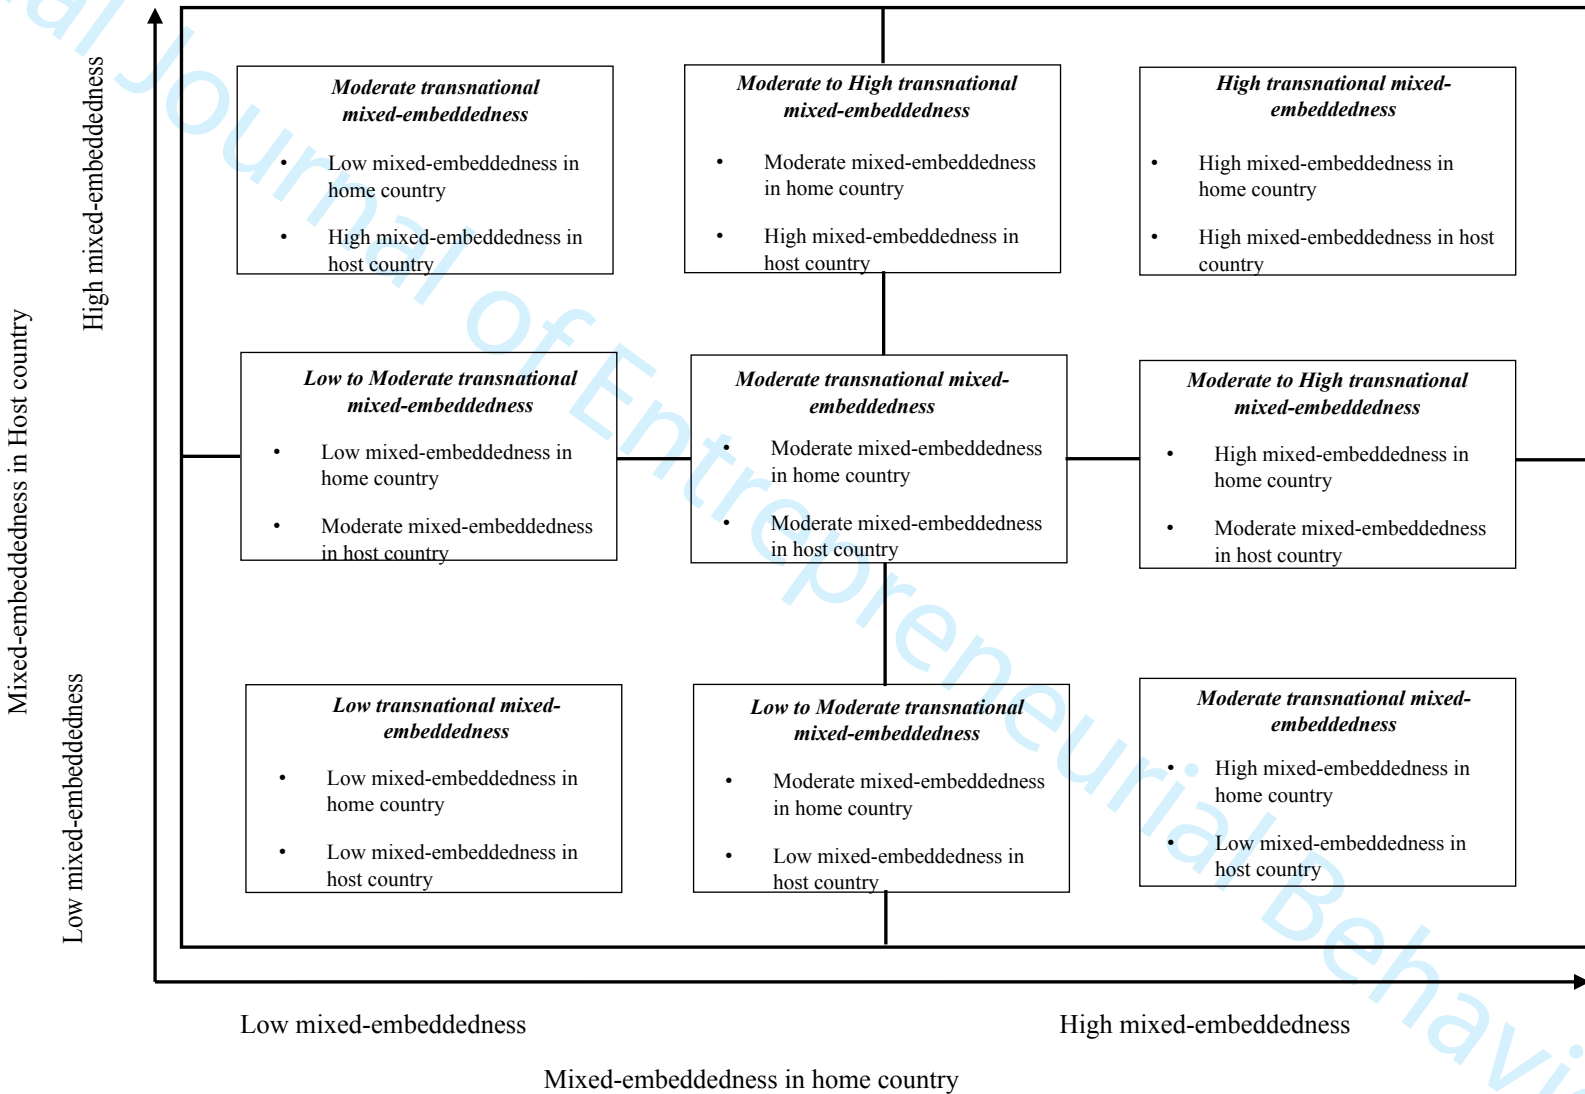 Moderate transnational
mixed-embeddedness
• Low mixed-embeddedness in
home country
• High mixed-embeddedness in
host country
Moderate to High transnational
mixed-embeddedness
• Moderate mixed-embeddedness
in home country
• High mixed-embeddedness in
host country
High transnational mixed-
embeddedness
• High mixed-embeddedness in
home country
• High mixed-embeddedness in host
country
Low to Moderate transnational
mixed-embeddedness
• Low mixed-embeddedness in
home country
• Moderate mixed-embeddedness
in host country
Moderate transnational mixed-
embeddedness
• Moderate mixed-embeddedness
in home country
• Moderate mixed-embeddedness
in host country
Moderate to High transnational
mixed-embeddedness
• High mixed-embeddedness in
home country
• Moderate mixed-embeddedness
in host country
Low transnational mixed-
embeddedness
• Low mixed-embeddedness in
home country
• Low mixed-embeddedness in
host country
Low to Moderate transnational
mixed-embeddedness
• Moderate mixed-embeddedness
in home country
• Low mixed-embeddedness in
host country
Moderate transnational mixed-
embeddedness
• High mixed-embeddedness in
home country
• Low mixed-embeddedness in
host country
High mixed-embeddedness
Low mixed-embeddedness
Mixed-embeddedness in Host country
Low mixed-embeddedness
High mixed-embeddedness
Mixed-embeddedness in home country
Journal of Entrepreneurial